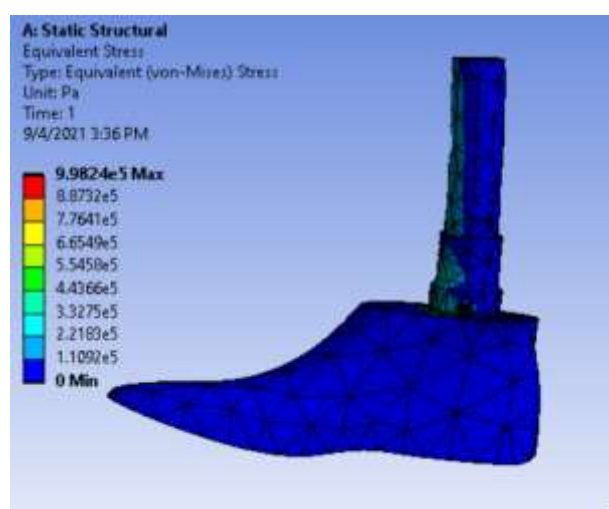 A: Static Structural
Equivalent Stress
Type: Equivalent (von-Mises) Stress
Unit: Pa
Time: 1
9/4/2021 3:36 PM
9.9824e5 Max
8.8732e5
7.7641e5
6.6549e5
5.5458e5
4.4366e5
3.3275e5
2.2183e5
1.1092e5
0 Min